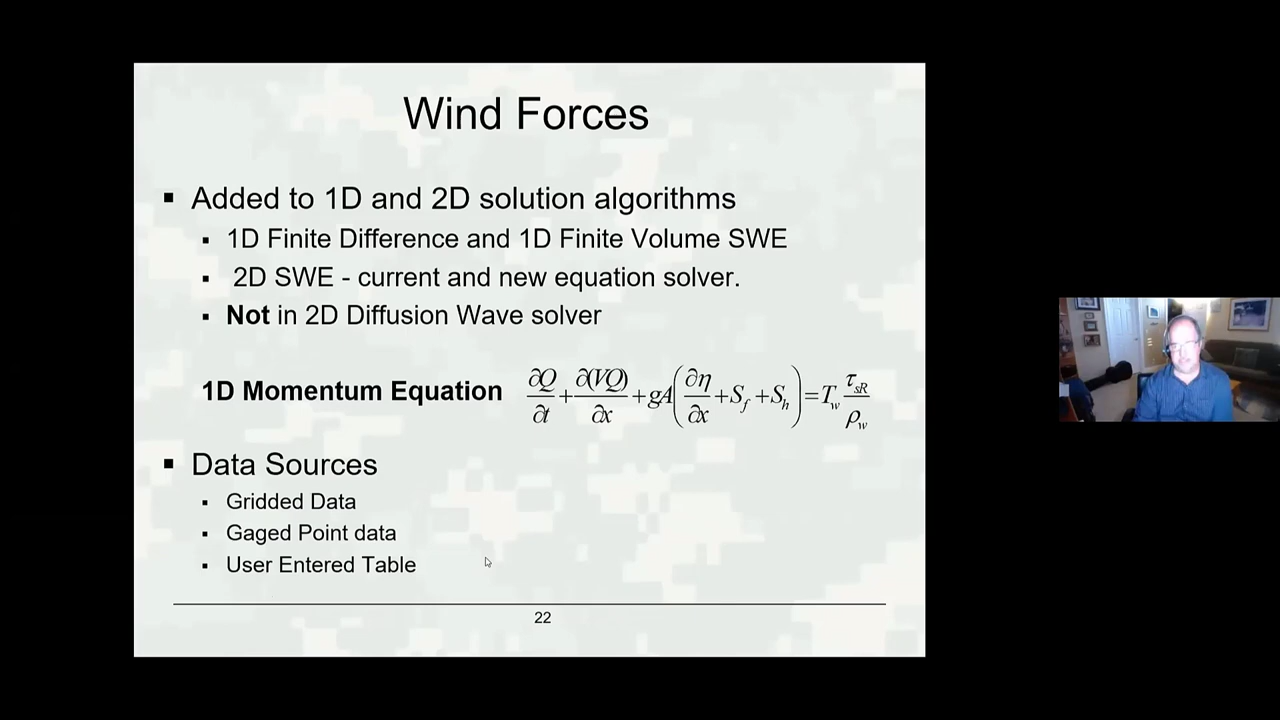 Wind Forces
▪ Added to 1D and 2D solution algorithms
▪ 1D Finite Difference and 1D Finite Volume SWE
▪ 2D SWE - current and new equation solver.
▪ Not in 2D Diffusion Wave solver
1D Momentum Equation ∂Q/∂t + ∂(VQ)/∂x + gA(∂η/∂x + S_f + S_h) = T_w τ_sR/ρ_w
▪ Data Sources
▪ Gridded Data
▪ Gaged Point data
▪ User Entered Table
22